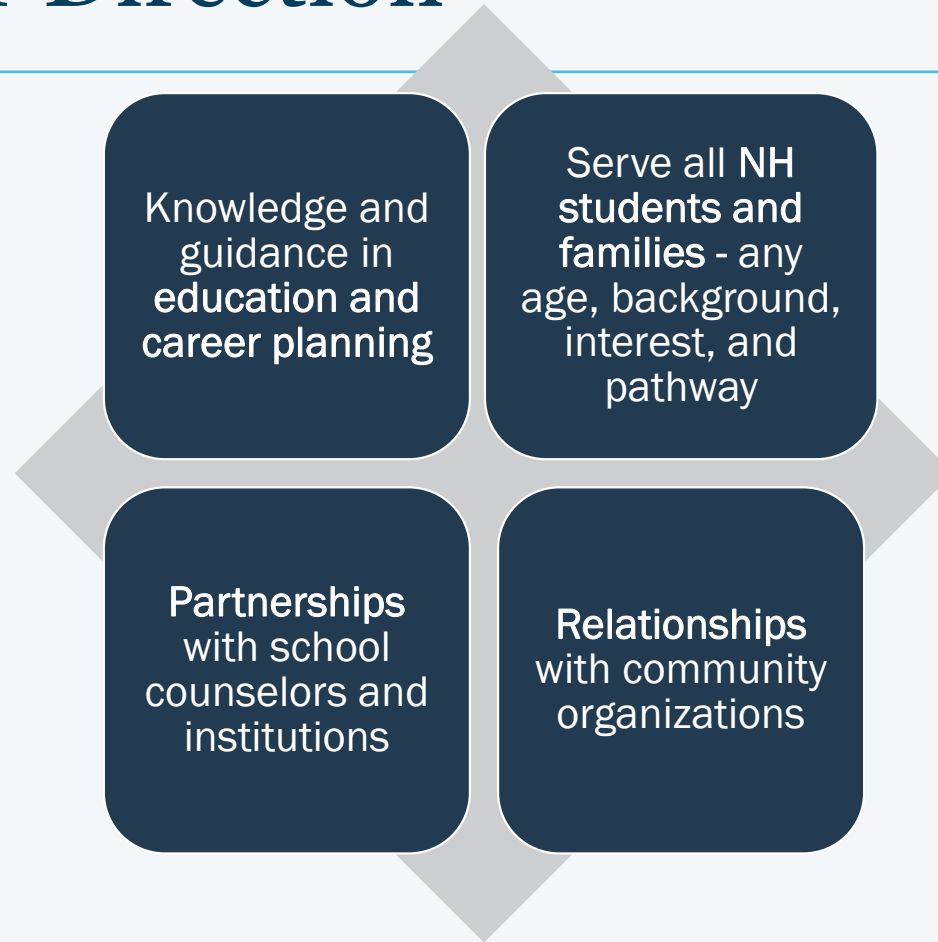 Direction
Knowledge and
guidance in
education and
career planning
Serve all NH
students and
families - any
age, background,
interest, and
pathway
Partnerships
with school
counselors and
institutions
Relationships
with community
organizations